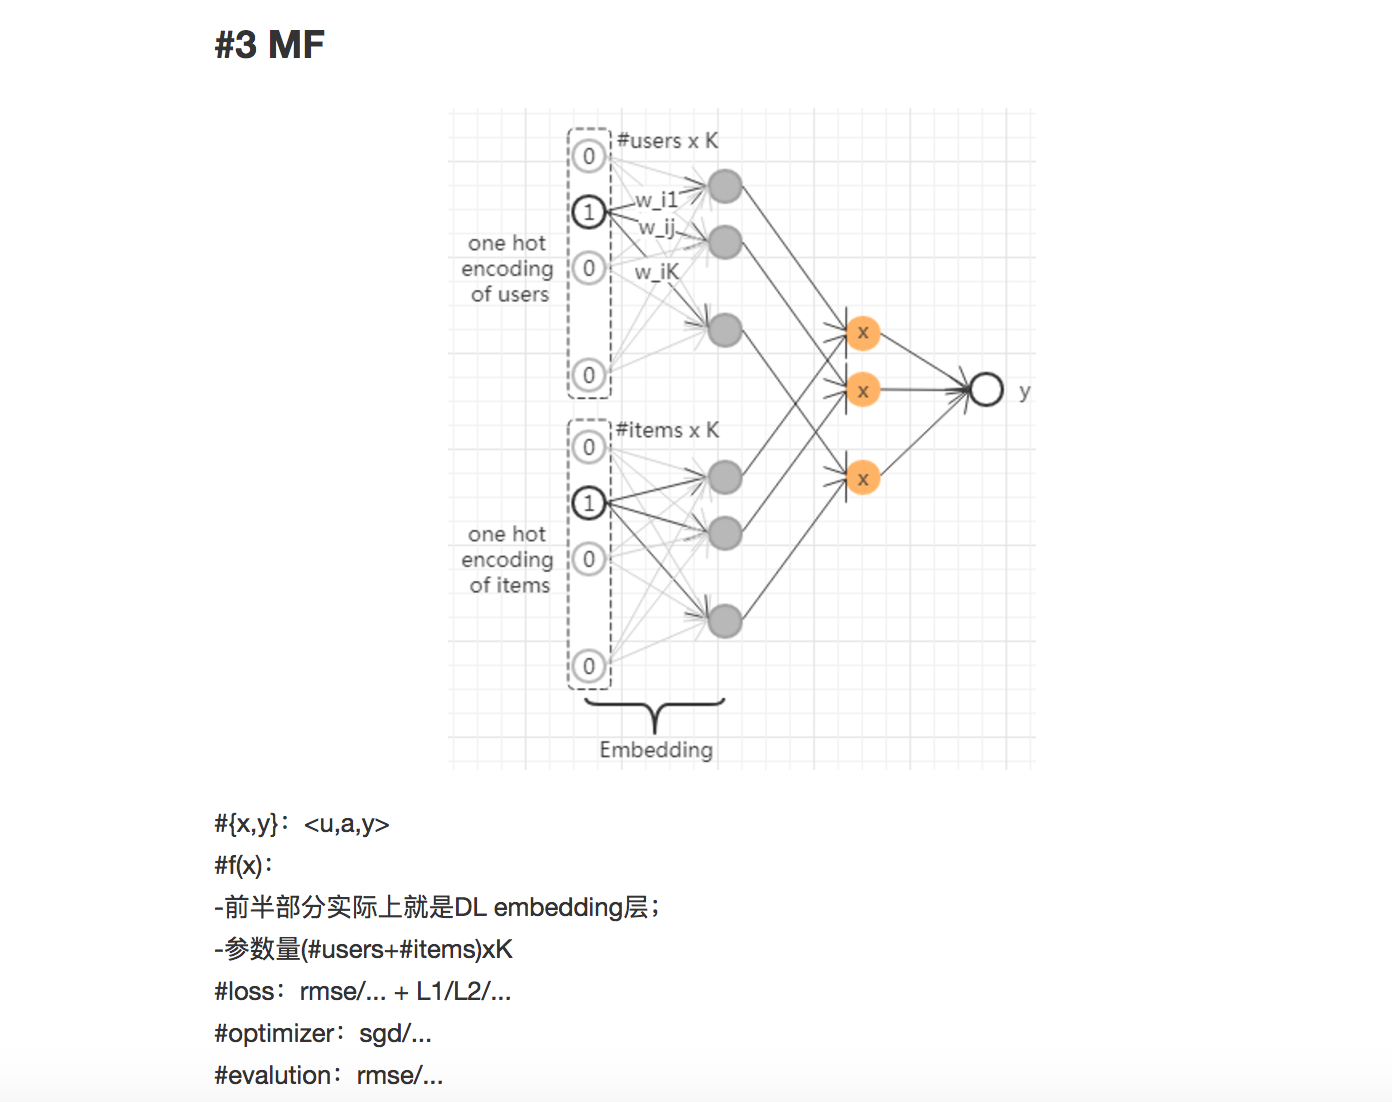 #3 MF
#users x K
0
1
0
0
w_i1
w_ij
w_iK
one hot
encoding
of users
#items x K
0
1
0
0
one hot
encoding
of items
x
x
x
y
Embedding
#{x,y}：<u,a,y>
#f(x)：
-前半部分实际上就是DL embedding层；
-参数量(#users+#items)xK
#loss：rmse/... + L1/L2/...
#optimizer：sgd/...
#evalution：rmse/...